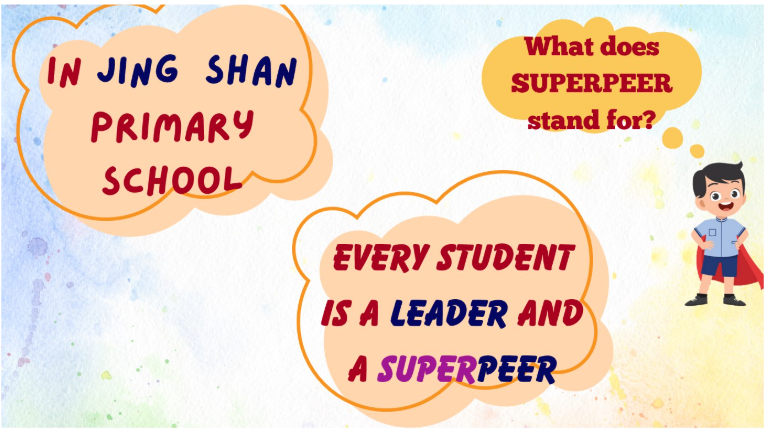 IN JING SHAN
PRIMARY
SCHOOL
What does
SUPERPEER
stand for?
EVERY STUDENT
IS A LEADER AND
A SUPERPEER